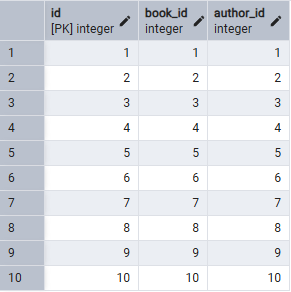 id book_id author_id
[PK] integer integer integer
1 1 1 1
2 2 2 2
3 3 3 3
4 4 4 4
5 5 5 5
6 6 6 6
7 7 7 7
8 8 8 8
9 9 9 9
10 10 10 10